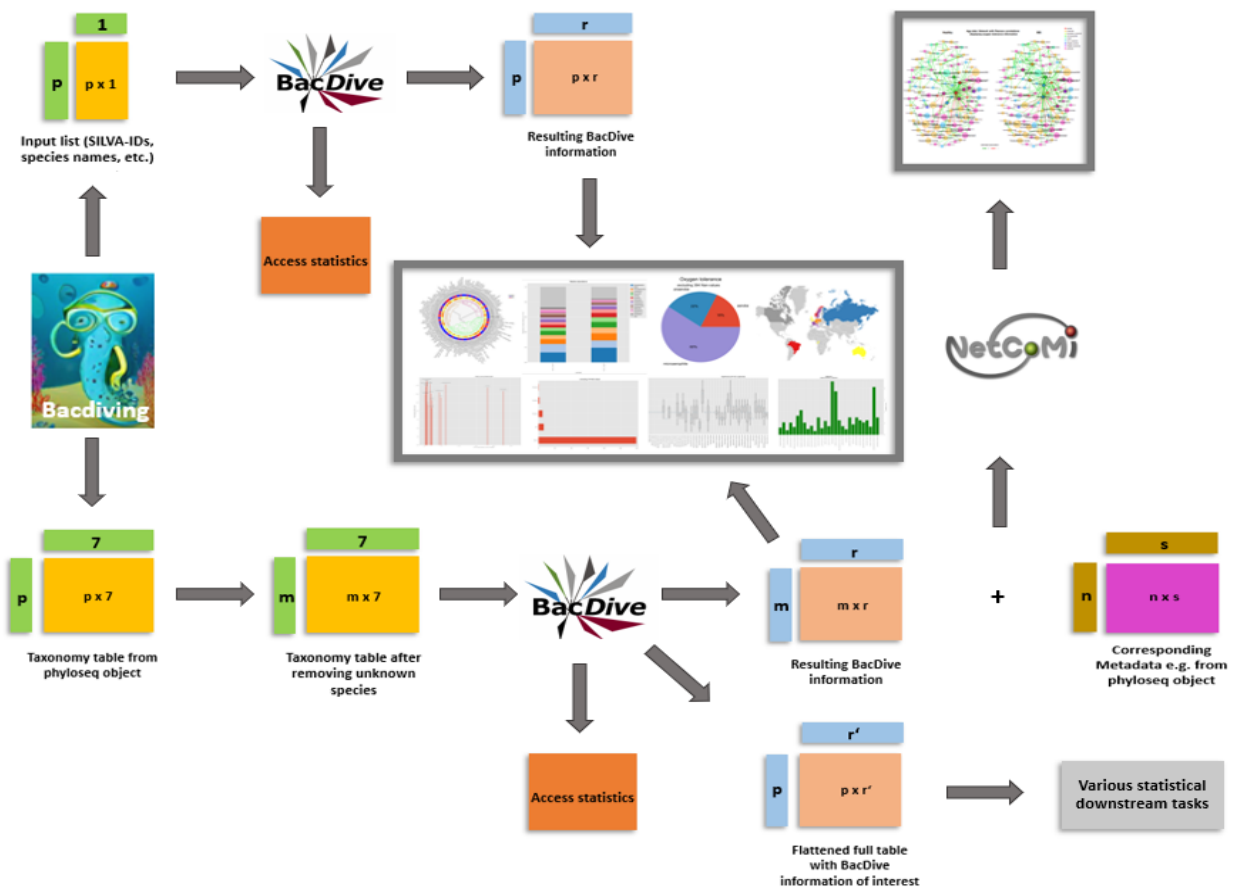 1
p
p x 1
Input list (SILVA-IDs,
species names, etc.)
BacDive
r
p
p x r
Resulting BacDive
information
Access statistics
Bacdiving
Oxygen tolerance
NetCoMi
7
p
p x 7
Taxonomy table from
phyloseq object
7
m
m x 7
Taxonomy table after
removing unknown
species
BacDive
r
m
m x r
Resulting BacDive
information
+
s
n
n x s
Corresponding
Metadata e.g. from
phyloseq object
Access statistics
r‘
p
p x r‘
Flattened full table
with BacDive
information of interest
Various statistical
downstream tasks